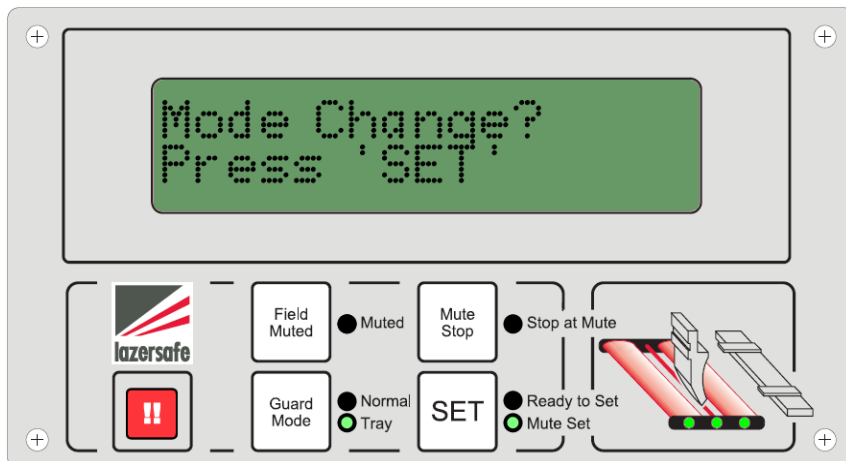 Mode Change?
Press 'SET'
lazersafe
!!
Field
Muted
Muted
Mute
Stop
Stop at Mute
Guard
Mode
Normal
Tray
SET
Ready to Set
Mute Set